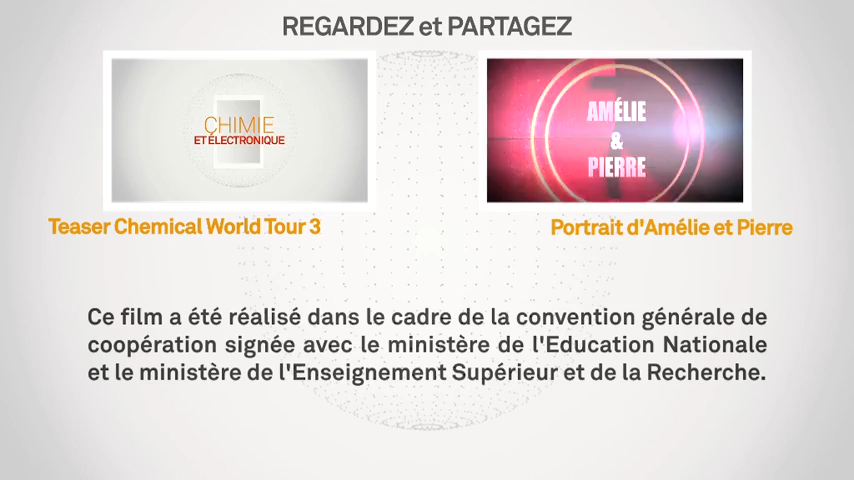 REGARDEZ et PARTAGEZ
CHIMIE
ET ÉLECTRONIQUE
AMÉLIE
&
PIERRE
Teaser Chemical World Tour 3
Portrait d'Amélie et Pierre
Ce film a été réalisé dans le cadre de la convention générale de
coopération signée avec le ministère de l'Education Nationale
et le ministère de l'Enseignement Supérieur et de la Recherche.